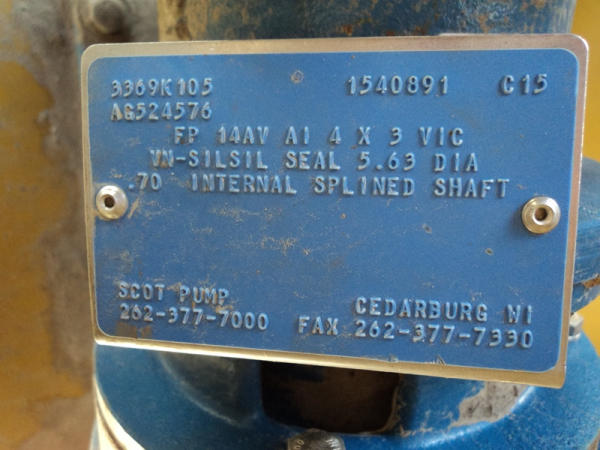 3369K105 1540891 C15
AG524576
FP 14AV AI 4 X 3 VIC
VN-SILSIL SEAL 5.63 DIA
.70 INTERNAL SPLINED SHAFT
SCOT PUMP CEDARBURG WI
262-377-7000 FAX 262-377-7330